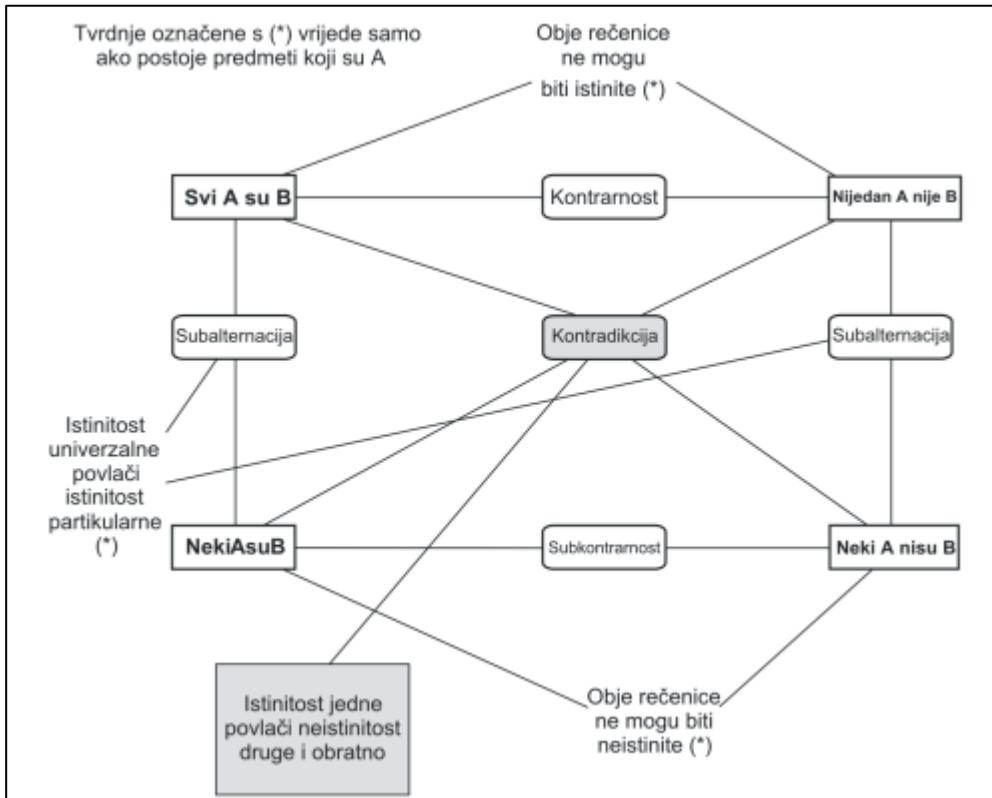 Tvrdnje označene s (*) vrijede samo
ako postoje predmeti koji su A
Obje rečenice
ne mogu
biti istinite (*)
Svi A su B
Kontrarnost
Nijedan A nije B
Subalternacija
Kontradikcija
Subalternacija
Istinitost
univerzalne
povlači
istinitost
partikularne
(*)
NekiAsuB
Subkontrarnost
Neki A nisu B
Istinitost jedne
povlači neistinitost
druge i obratno
Obje rečenice
ne mogu biti
neistinite (*)